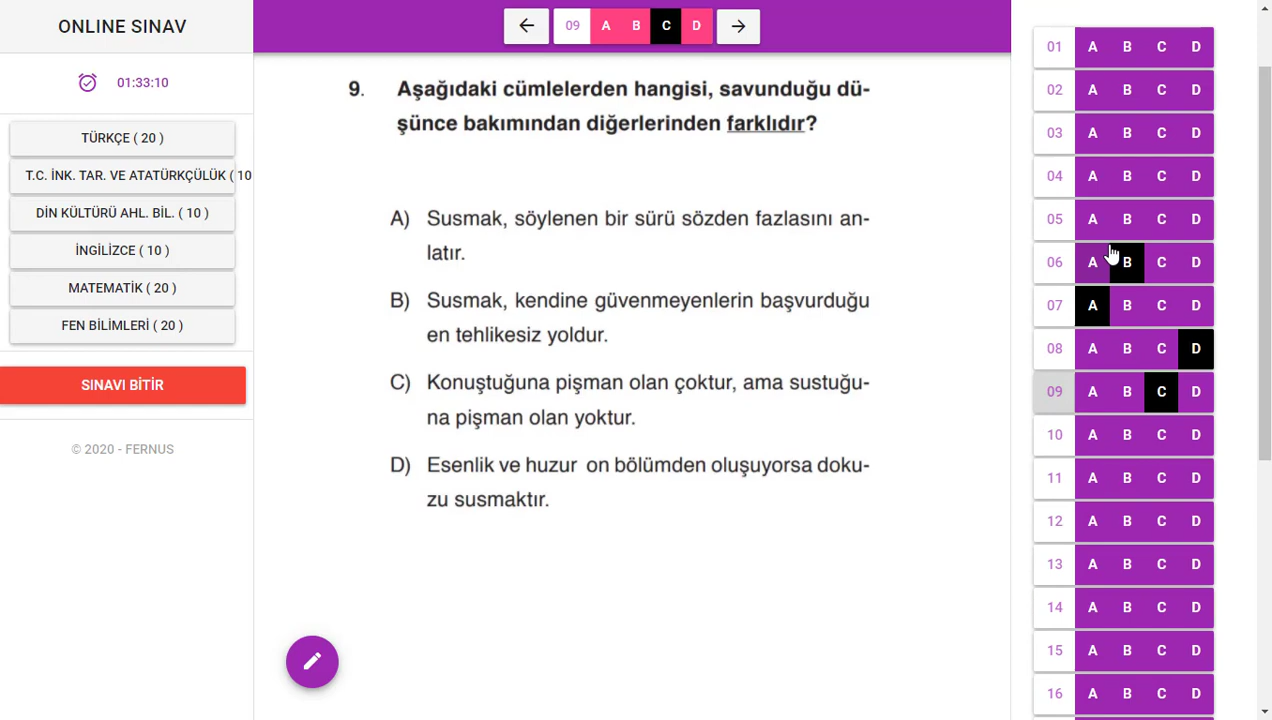 ONLINE SINAV
01:33:10
TÜRKÇE ( 20 )
T.C. İNK. TAR. VE ATATÜRKÇÜLÜK ( 10
DİN KÜLTÜRÜ AHL. BİL. ( 10 )
İNGİLİZCE ( 10 )
MATEMATİK ( 20 )
FEN BİLİMLERİ ( 20 )
SINAVI BİTİR
© 2020 - FERNUS
09 A B C D
9. Aşağıdaki cümlelerden hangisi, savunduğu dü-
şünce bakımından diğerlerinden farklıdır?
A) Susmak, söylenen bir sürü sözden fazlasını an-
latır.
B) Susmak, kendine güvenmeyenlerin başvurduğu
en tehlikesiz yoldur.
C) Konuştuğuna pişman olan çoktur, ama sustuğu-
na pişman olan yoktur.
D) Esenlik ve huzur on bölümden oluşuyorsa doku-
zu susmaktır.
01 A B C D
02 A B C D
03 A B C D
04 A B C D
05 A B C D
06 A B C D
07 A B C D
08 A B C D
09 A B C D
10 A B C D
11 A B C D
12 A B C D
13 A B C D
14 A B C D
15 A B C D
16 A B C D